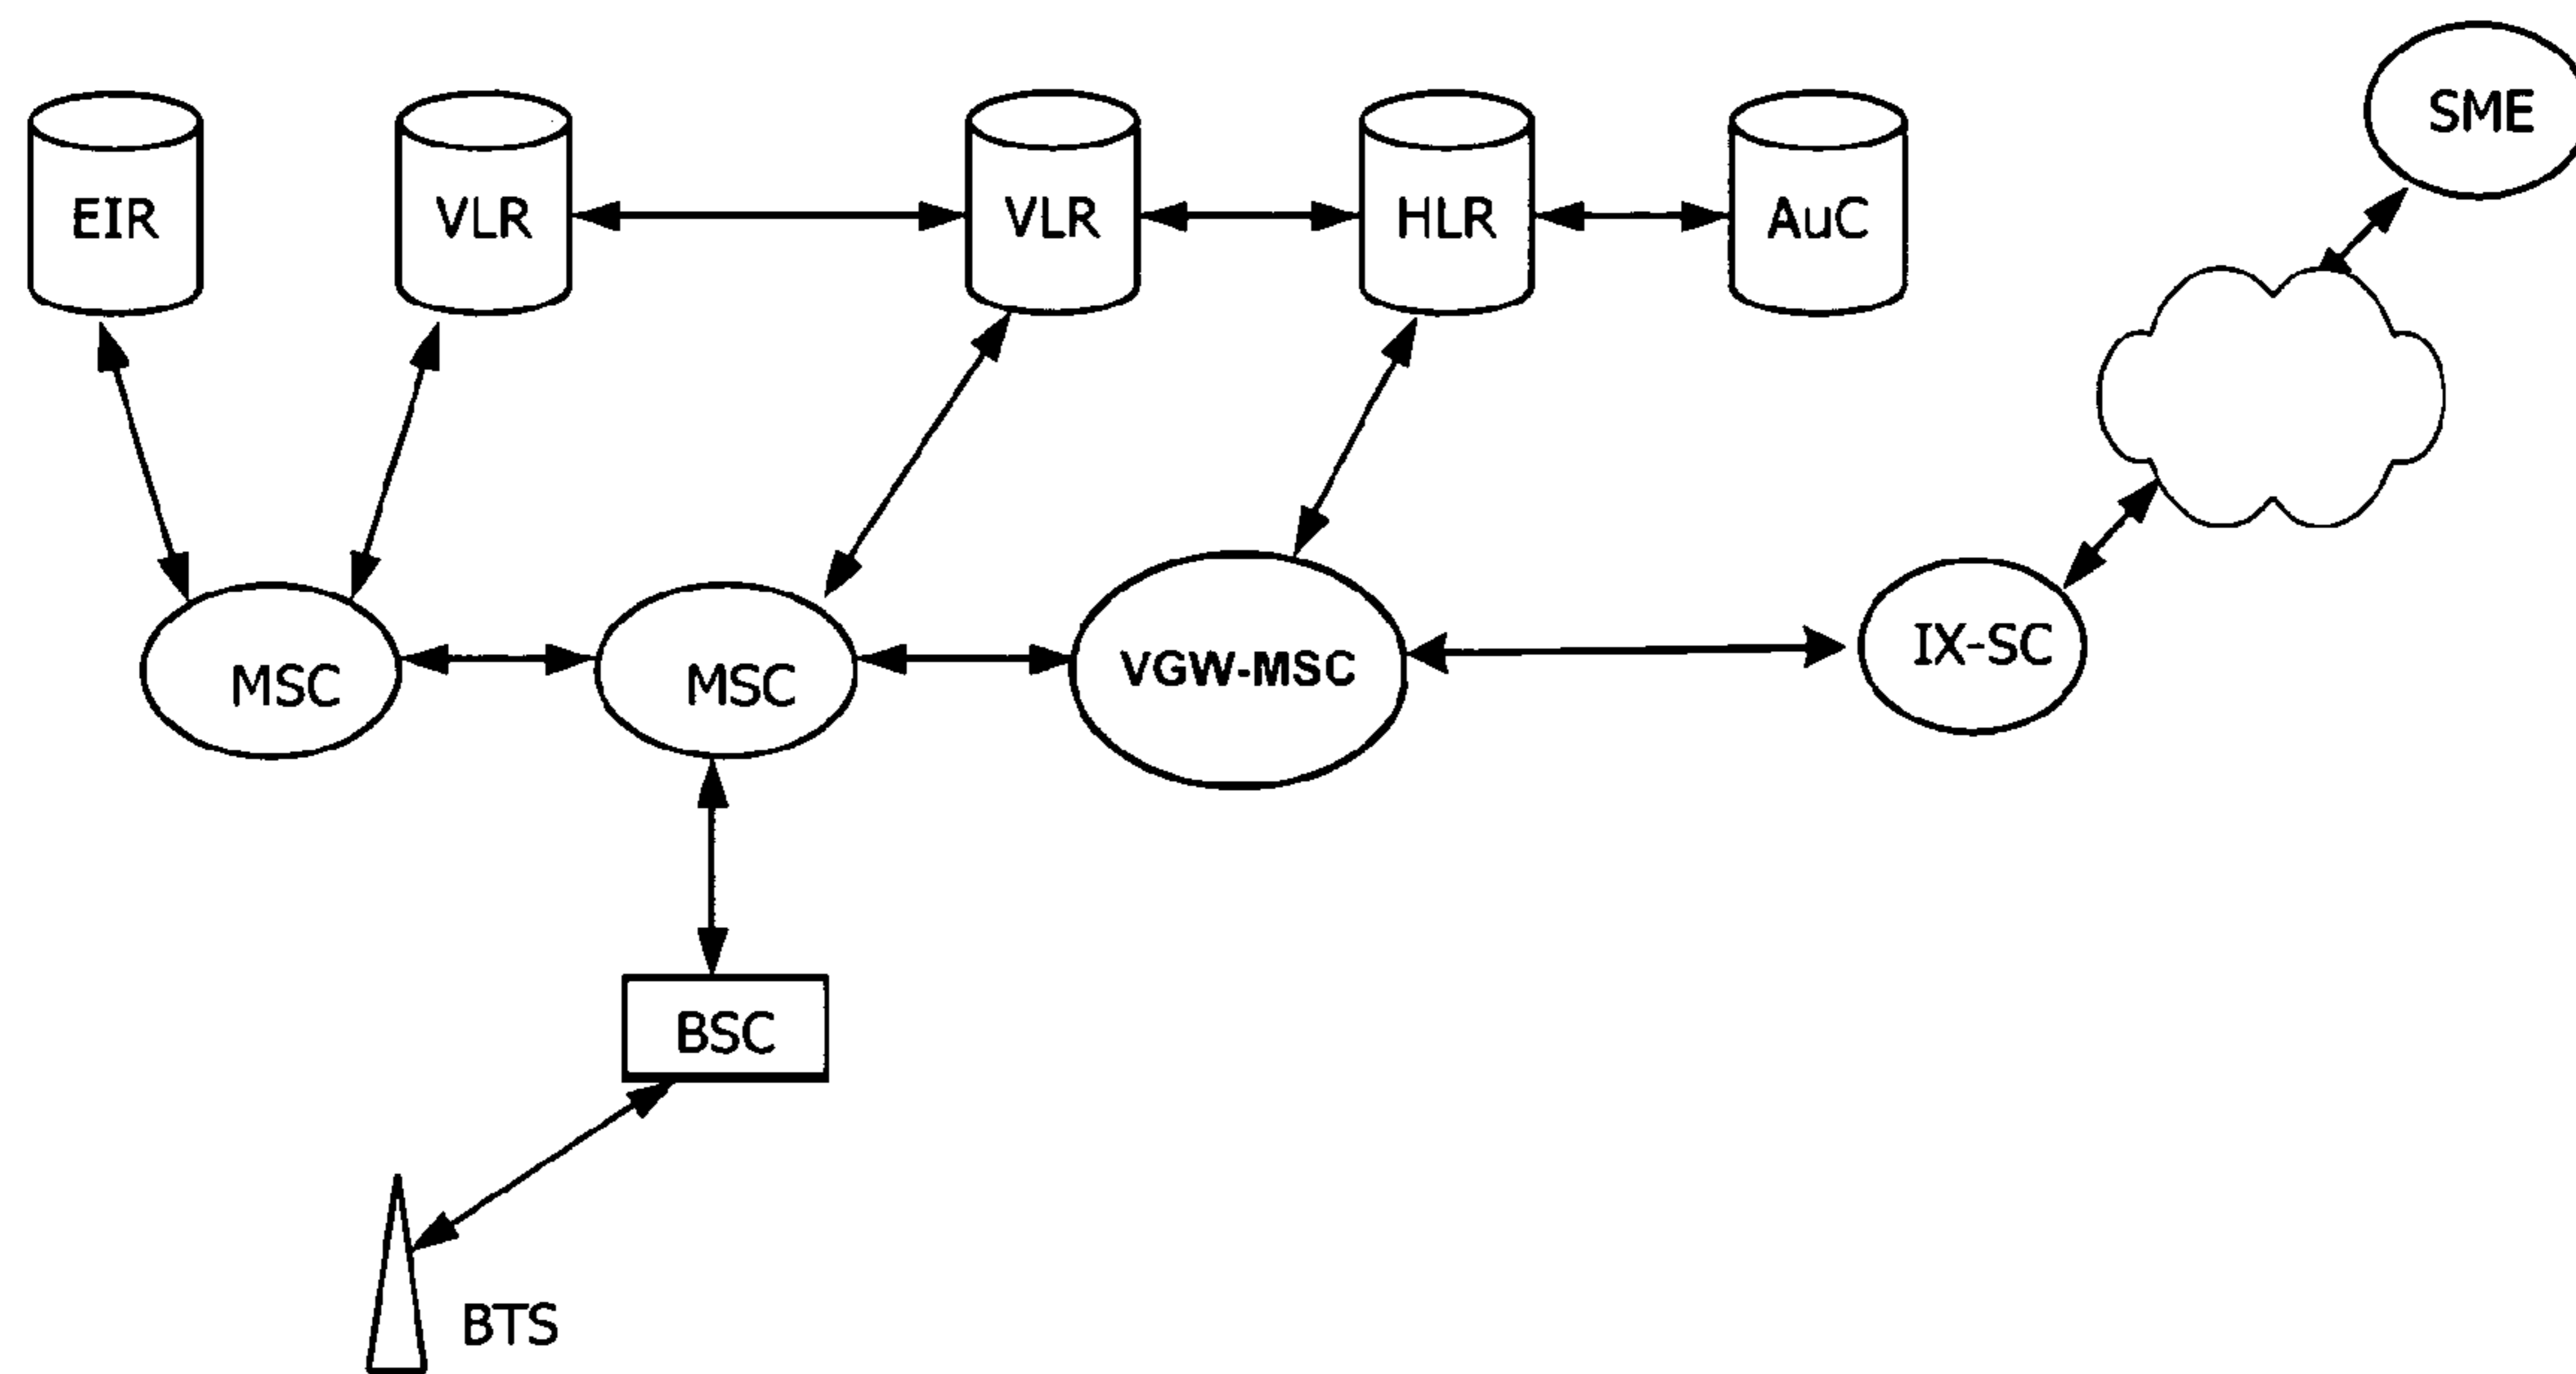 SME
EIR
VLR
VLR
HLR
AuC
MSC
MSC
VGW-MSC
IX-SC
BSC
BTS